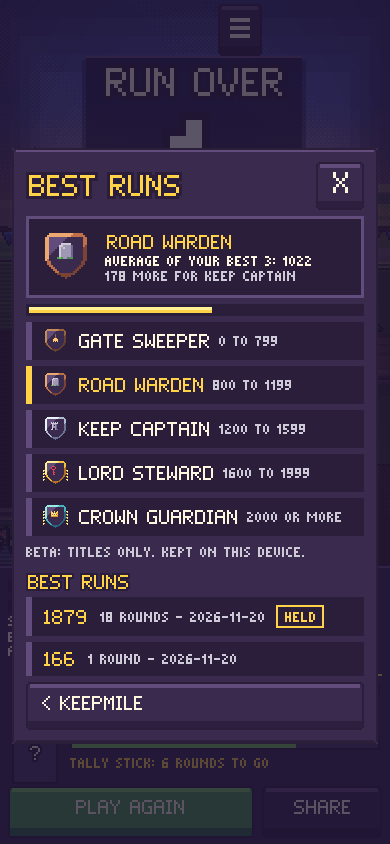 RUN OVER
BEST RUNS
X
ROAD WARDEN
AVERAGE OF YOUR BEST 3: 1022
178 MORE FOR KEEP CAPTAIN
GATE SWEEPER 0 TO 799
ROAD WARDEN 800 TO 1199
KEEP CAPTAIN 1200 TO 1599
LORD STEWARD 1600 TO 1999
CROWN GUARDIAN 2000 OR MORE
BETA: TITLES ONLY. KEPT ON THIS DEVICE.
BEST RUNS
1879 18 ROUNDS - 2026-11-20 HELD
166 1 ROUND - 2026-11-20
< KEEPMILE
?
TALLY STICK: 6 ROUNDS TO GO
PLAY AGAIN SHARE